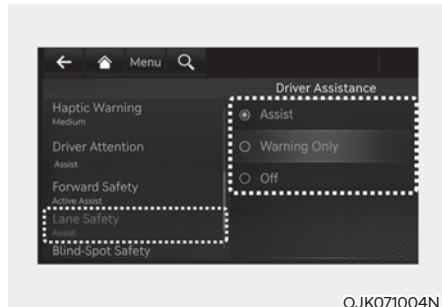 Menu
Driver Assistance
Haptic Warning
Medium
Driver Attention
Assist
Forward Safety
Active Assist
Lane Safety
Assist
Blind-Spot Safety
Assist
Warning Only
Off
OJK071004N